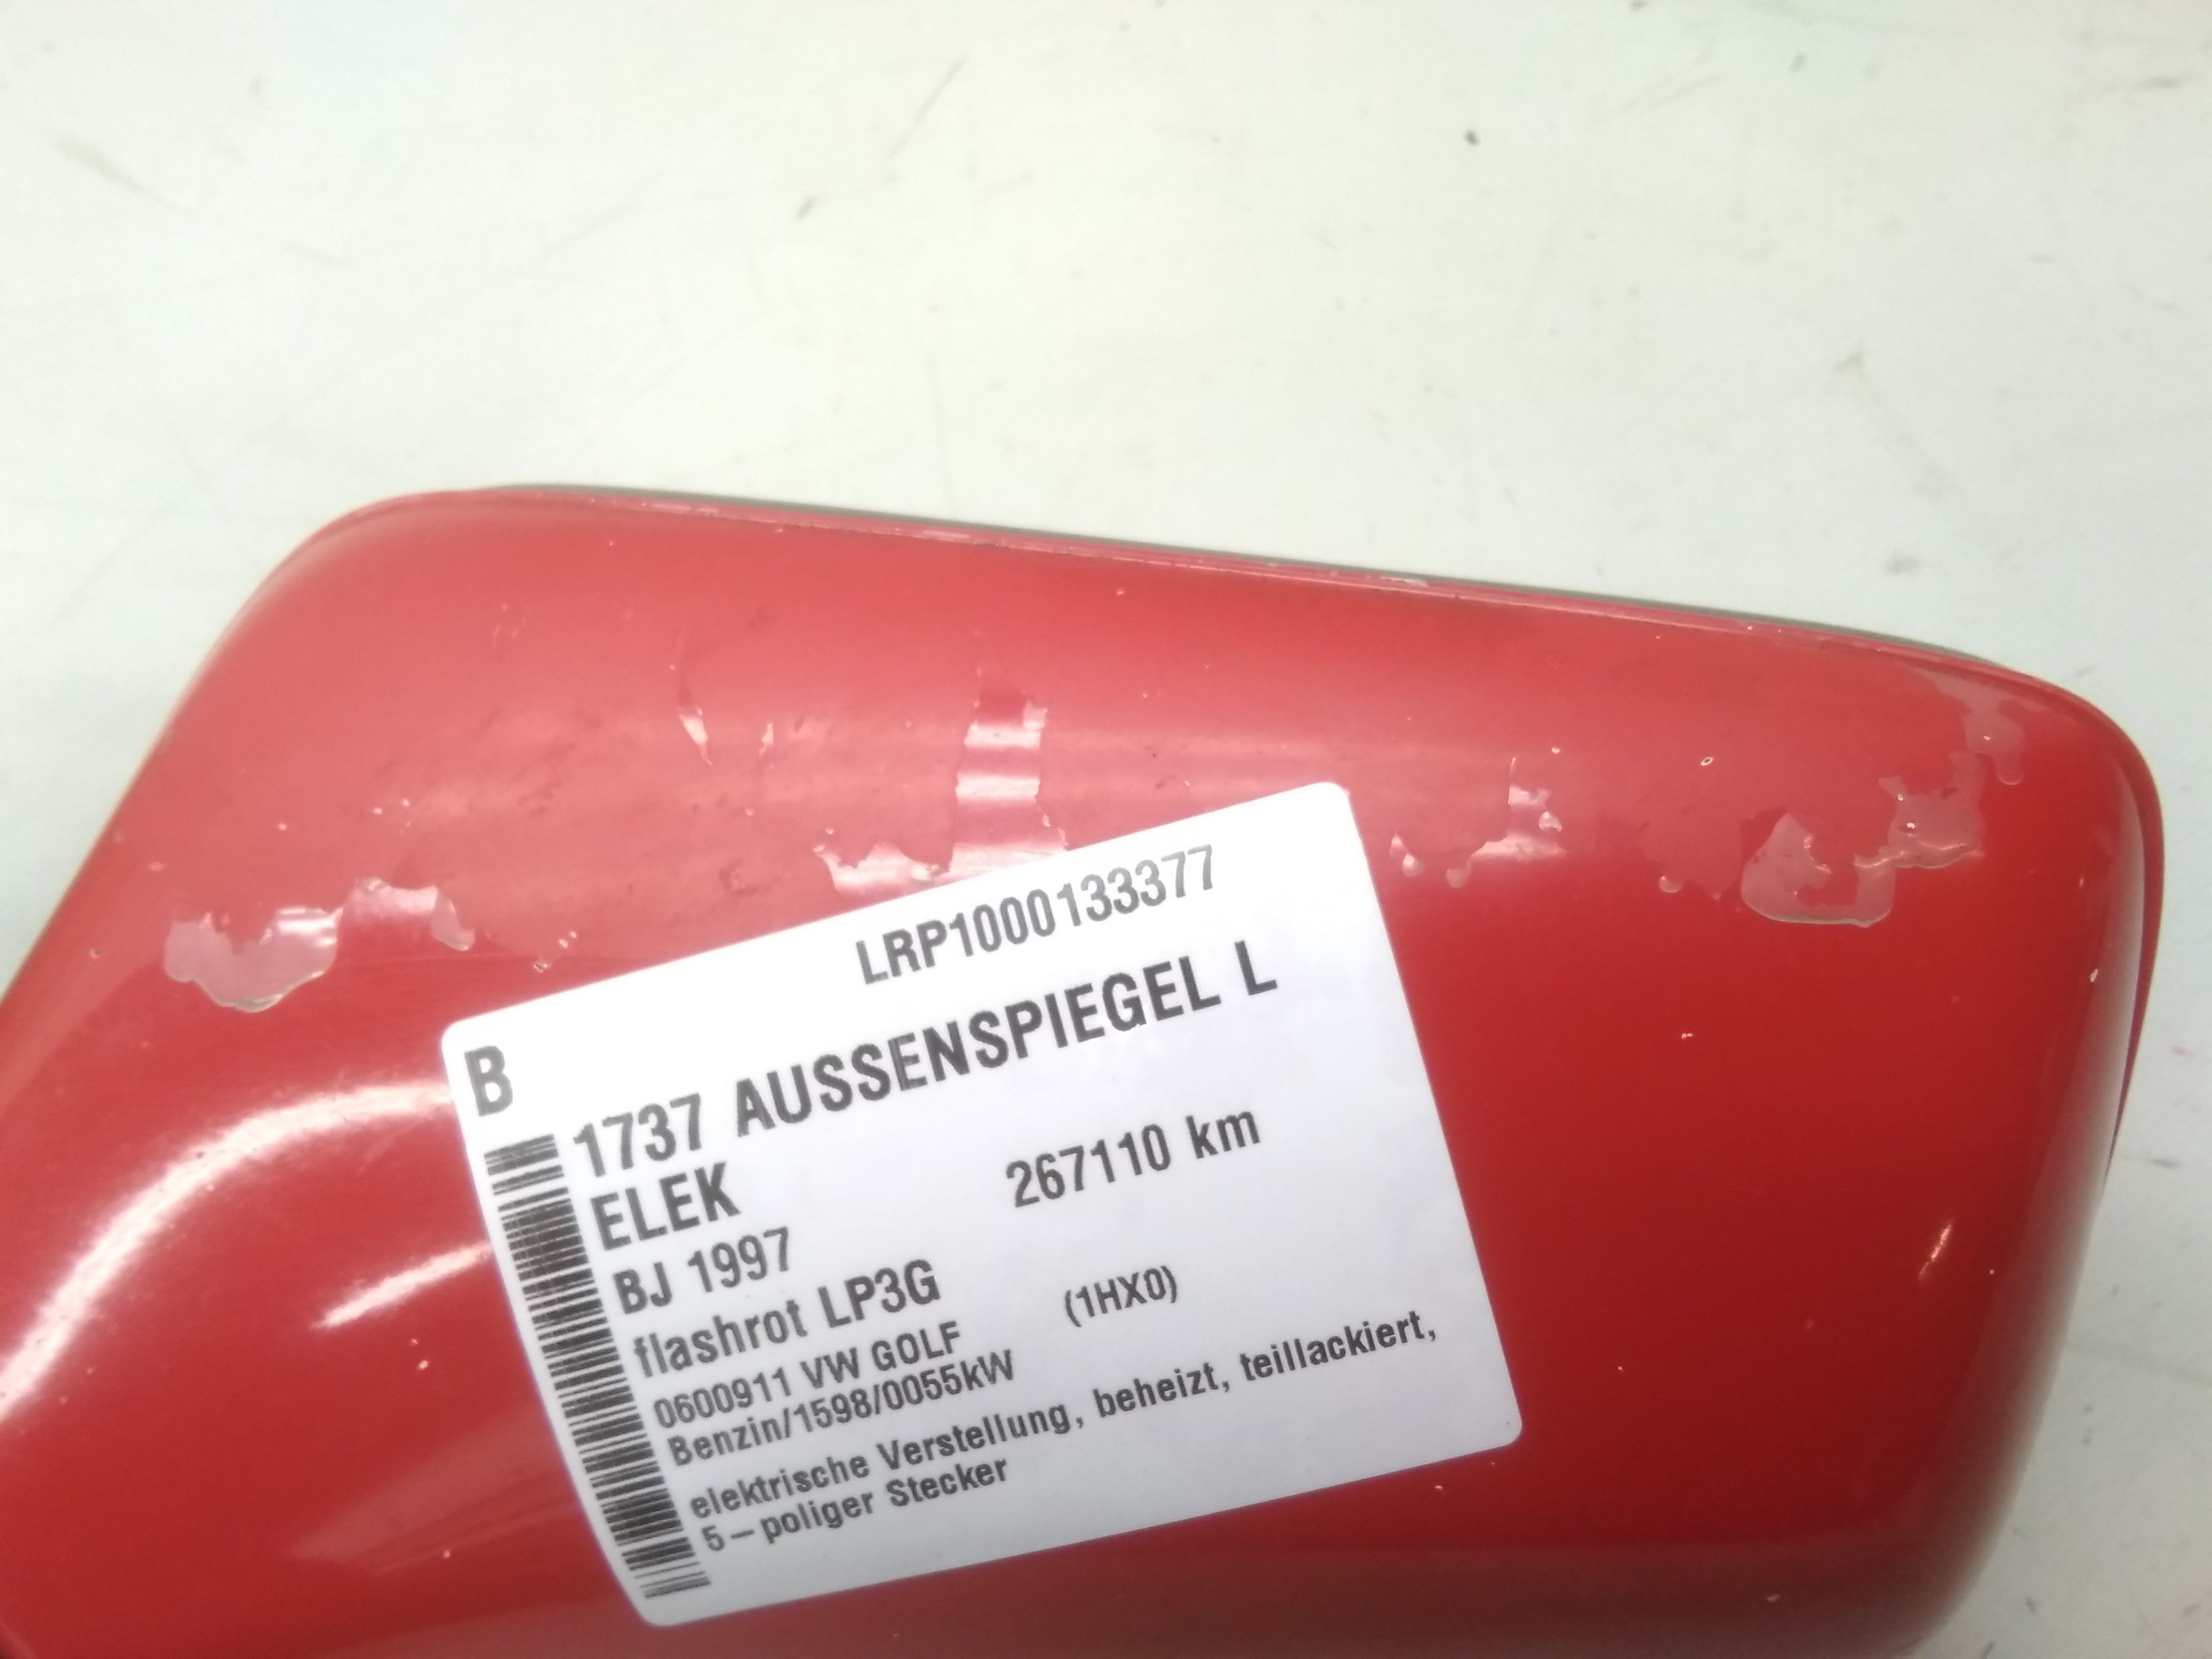 LRP1000133377
B
1737 AUSSENSPIEGEL L
ELEK
267110 km
BJ 1997
flashrot LP3G
0600911 VW GOLF (1HX0)
Benzin/1598/0055kW
elektrische Verstellung, beheizt, teillackiert,
5-poliger Stecker